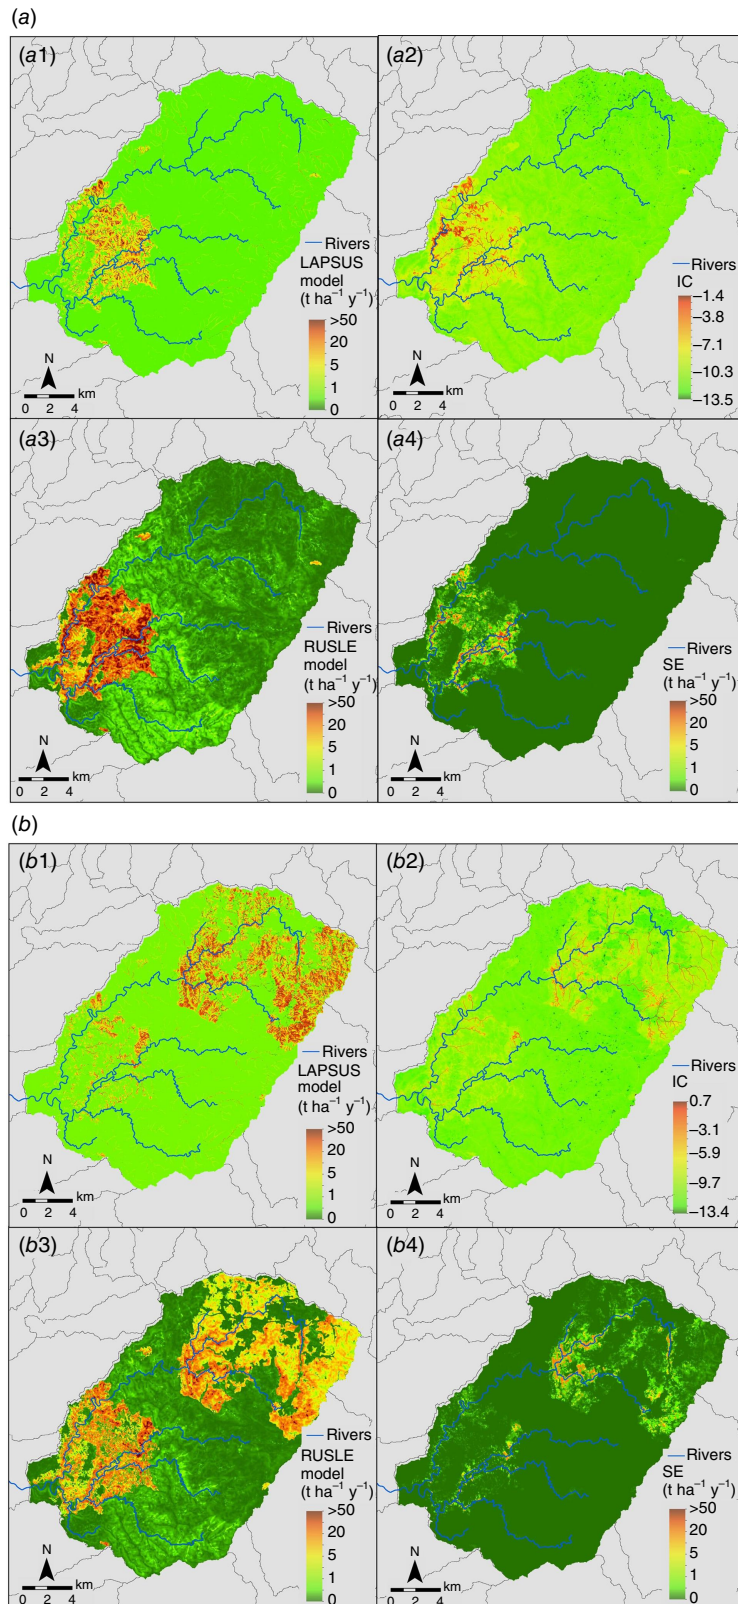 (a)
(a1)
Rivers
LAPSUS
model
(t ha⁻¹ y⁻¹)
>50
20
5
1
0
N
0 2 4 km
(a2)
Rivers
IC
–1.4
–3.8
–7.1
–10.3
–13.5
N
0 2 4 km
(a3)
Rivers
RUSLE
model
(t ha⁻¹ y⁻¹)
>50
20
5
1
0
N
0 2 4 km
(a4)
Rivers
SE
(t ha⁻¹ y⁻¹)
>50
20
5
1
0
N
0 2 4 km
(b)
(b1)
Rivers
LAPSUS
model
(t ha⁻¹ y⁻¹)
>50
20
5
1
0
N
0 2 4 km
(b2)
Rivers
IC
0.7
–3.1
–5.9
–9.7
–13.4
N
0 2 4 km
(b3)
Rivers
RUSLE
model
(t ha⁻¹ y⁻¹)
>50
20
5
1
0
N
0 2 4 km
(b4)
Rivers
SE
(t ha⁻¹ y⁻¹)
>50
20
5
1
0
N
0 2 4 km